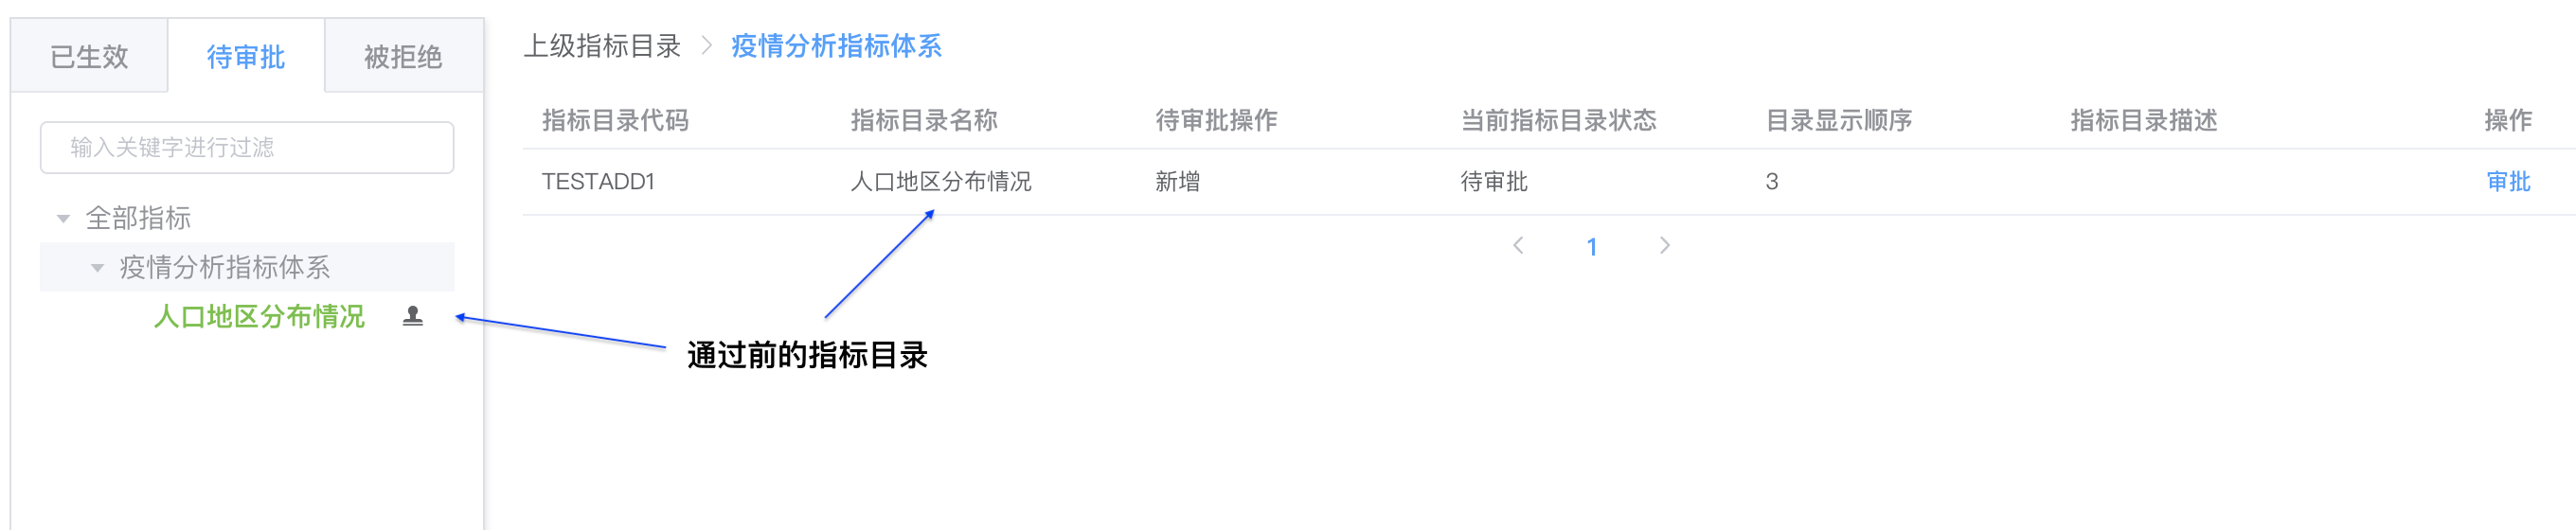 已生效 待审批 被拒绝
输入关键字进行过滤
全部指标
疫情分析指标体系
人口地区分布情况
上级指标目录 > 疫情分析指标体系
指标目录代码 指标目录名称 待审批操作 当前指标目录状态 目录显示顺序 指标目录描述 操作
TESTADD1 人口地区分布情况 新增 待审批 3 审批
< 1 >
通过前的指标目录